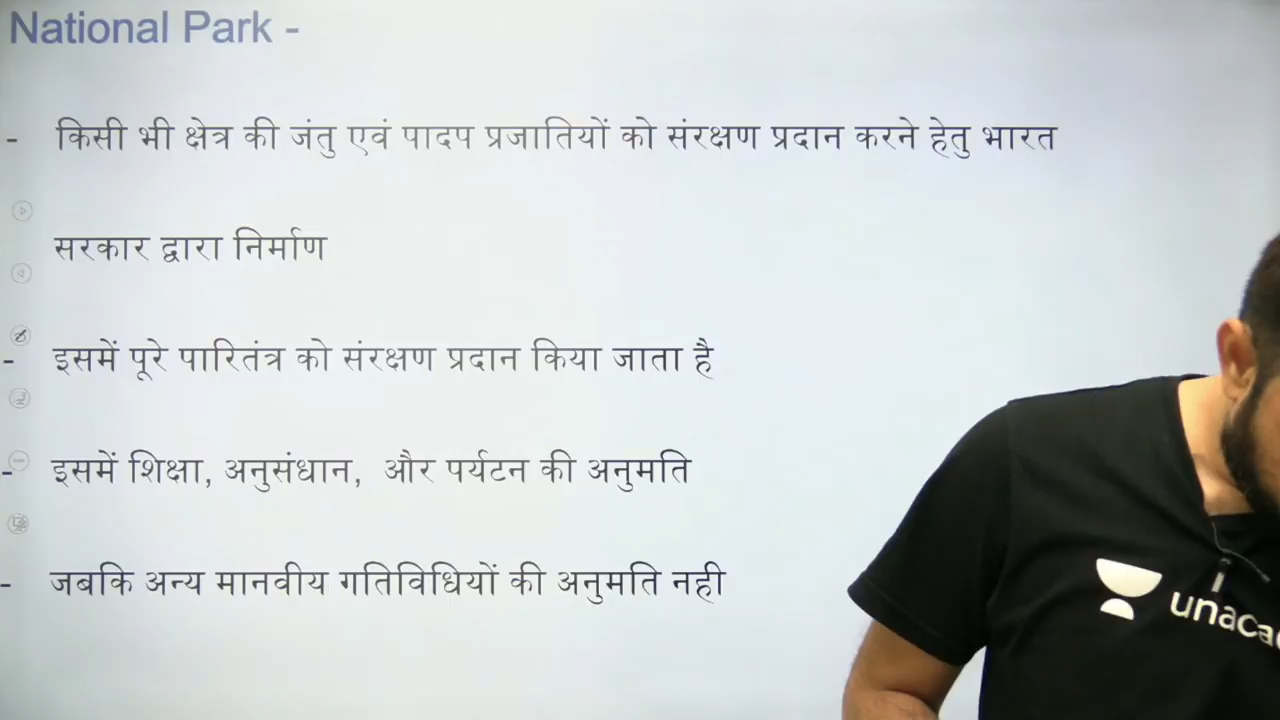 National Park -
- किसी भी क्षेत्र की जंतु एवं पादप प्रजातियों को संरक्षण प्रदान करने हेतु भारत
सरकार द्वारा निर्माण
- इसमें पूरे पारितंत्र को संरक्षण प्रदान किया जाता है
- इसमें शिक्षा, अनुसंधान, और पर्यटन की अनुमति
- जबकि अन्य मानवीय गतिविधियों की अनुमति नही
unaca